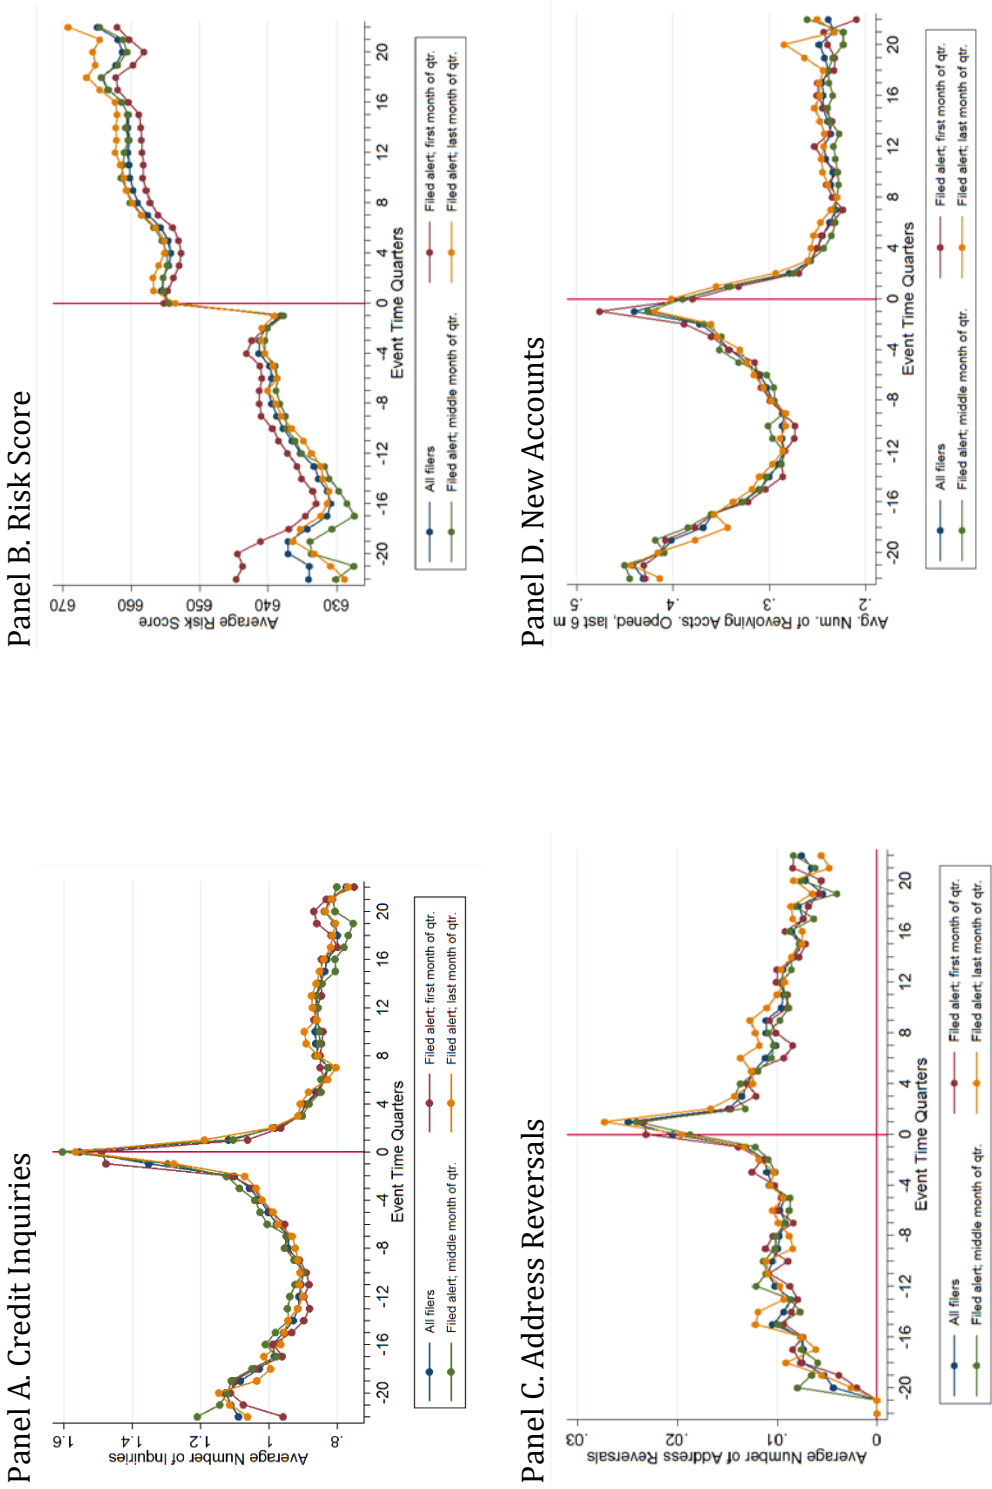 Panel A. Credit Inquiries
Average Number of Inquiries
1.6
1.4
1.2
1
.8
-20 -16 -12 -8 -4 0 4 8 12 16 20
Event Time Quarters
All filers
Filed alert; first month of qtr.
Filed alert; middle month of qtr.
Filed alert; last month of qtr.
Panel B. Risk Score
Average Risk Score
670
660
650
640
630
-20 -16 -12 -8 -4 0 4 8 12 16 20
Event Time Quarters
All filers
Filed alert; first month of qtr.
Filed alert; middle month of qtr.
Filed alert; last month of qtr.
Panel C. Address Reversals
Average Number of Address Reversals
.03
.02
.01
0
-20 -16 -12 -8 -4 0 4 8 12 16 20
Event Time Quarters
All filers
Filed alert; first month of qtr.
Filed alert; middle month of qtr.
Filed alert; last month of qtr.
Panel D. New Accounts
Avg. Num. of Revolving Accts. Opened, last 6 m
.5
.4
.3
.2
-20 -16 -12 -8 -4 0 4 8 12 16 20
Event Time Quarters
All filers
Filed alert; first month of qtr.
Filed alert; middle month of qtr.
Filed alert; last month of qtr.